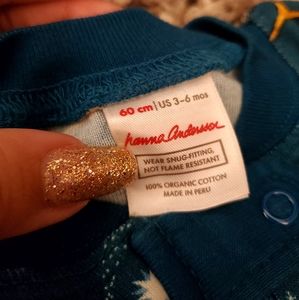 60 cm | US 3-6 mos
hanna Andersson
WEAR SNUG-FITTING,
NOT FLAME RESISTANT
100% ORGANIC COTTON
MADE IN PERU